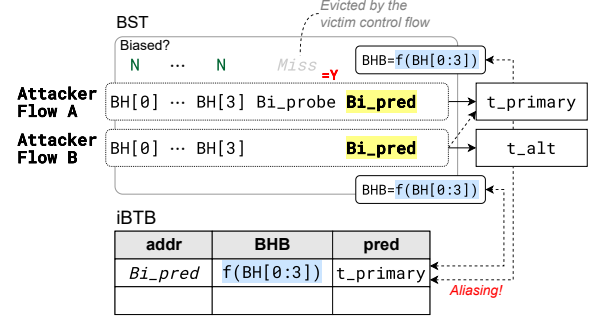 BST
Evicted by the
victim control flow
Biased?
N ... N Miss =Y
BHB=f(BH[0:3])
Attacker
Flow A
BH[0] ... BH[3] Bi_probe Bi_pred
t_primary
Attacker
Flow B
BH[0] ... BH[3] Bi_pred
t_alt
BHB=f(BH[0:3])
iBTB
addr BHB pred
Bi_pred f(BH[0:3]) t_primary
Aliasing!